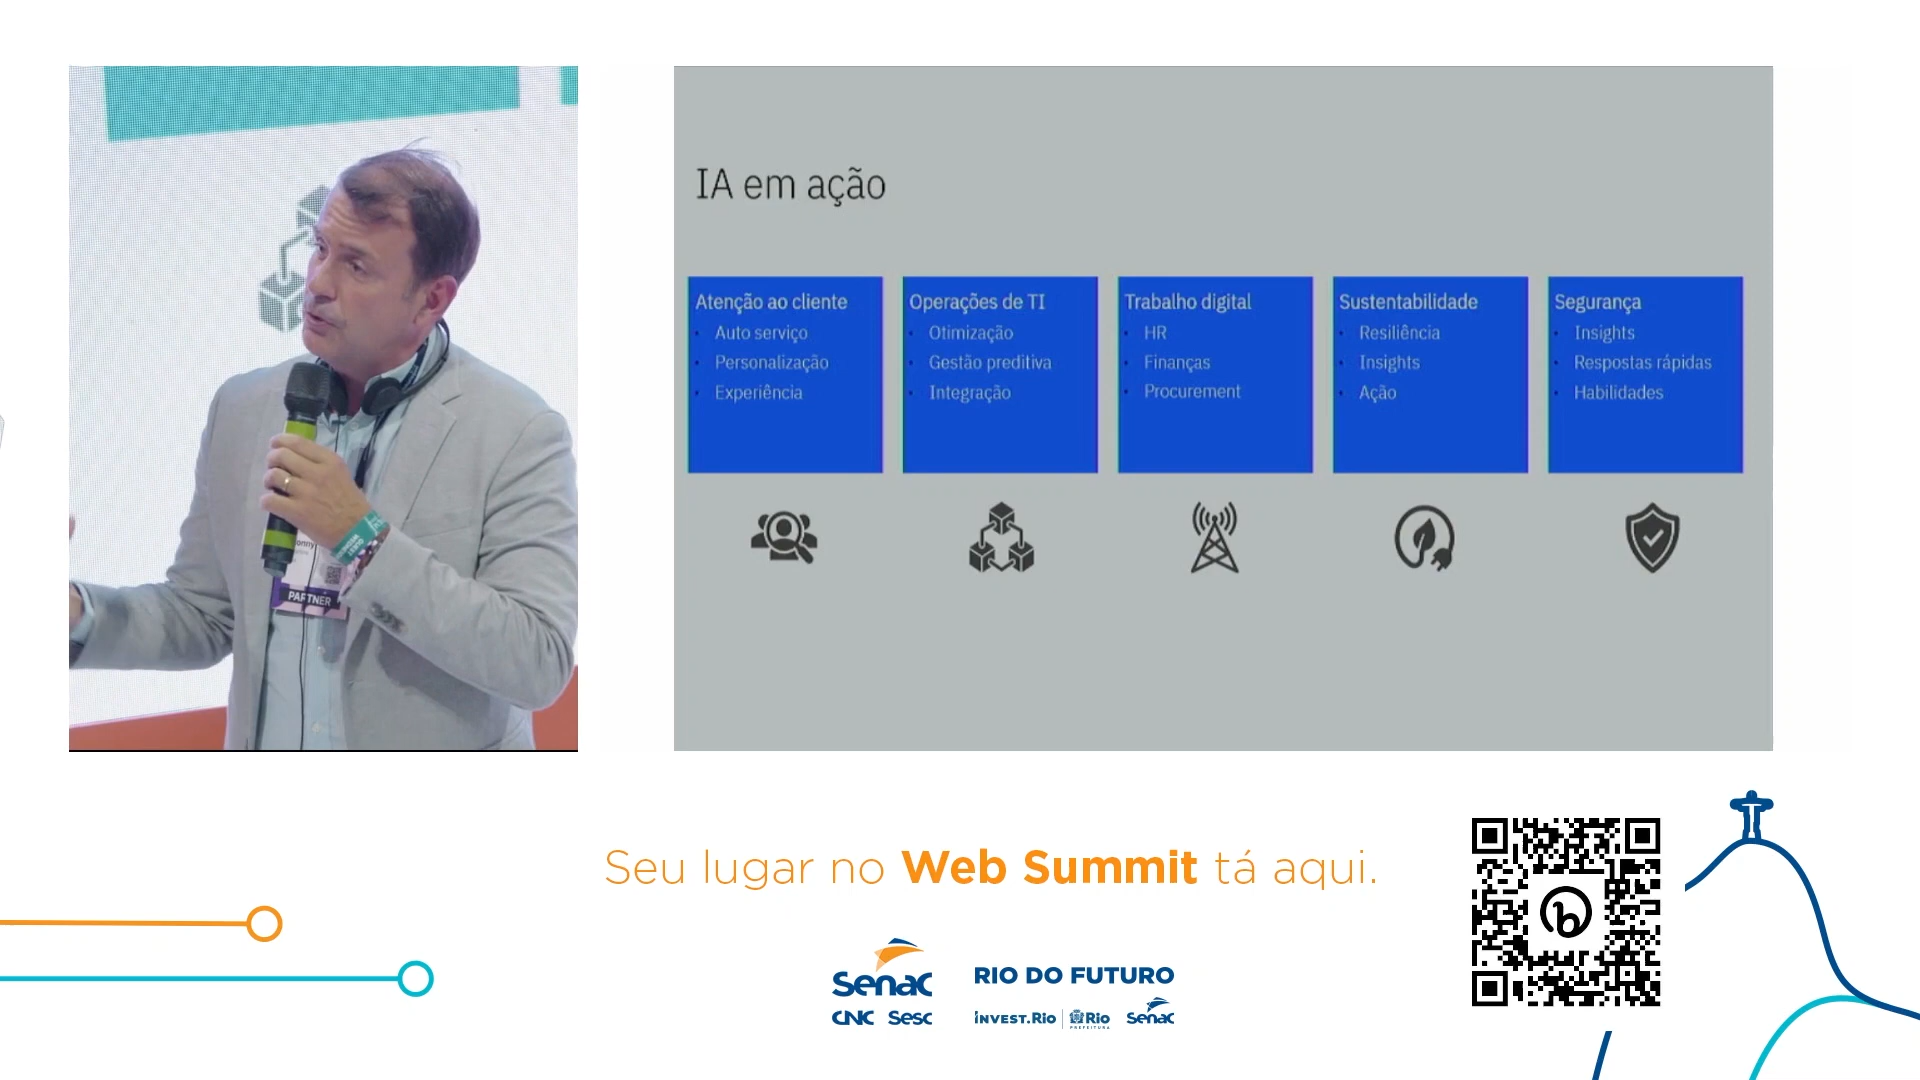 IA em ação
Atenção ao cliente
• Auto serviço
• Personalização
• Experiência
Operações de TI
• Otimização
• Gestão preditiva
• Integração
Trabalho digital
• HR
• Finanças
• Procurement
Sustentabilidade
• Resiliência
• Insights
• Ação
Segurança
• Insights
• Respostas rápidas
• Habilidades
PARTNER
Seu lugar no Web Summit tá aqui.
Senac
CNC Sesc
RIO DO FUTURO
INVEST.Rio Rio PREFEITURA Senac